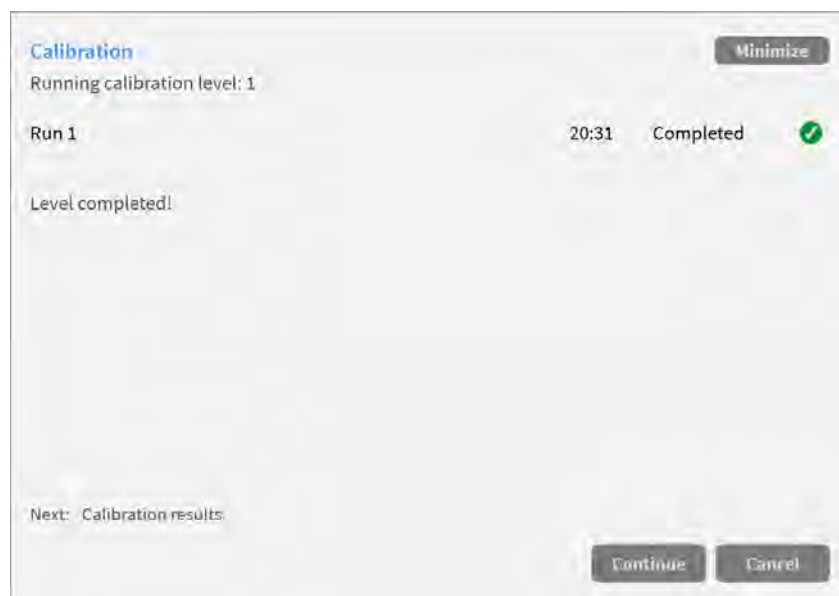 Calibration
Minimize
Running calibration level: 1
Run 1 20:31 Completed
Level completed!
Next: Calibration results
Continue Cancel